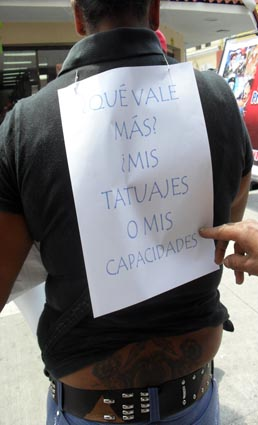 ¿QUÉ VALE
MÁS?
¿MIS
TATUAJES
O MIS
CAPACIDADES